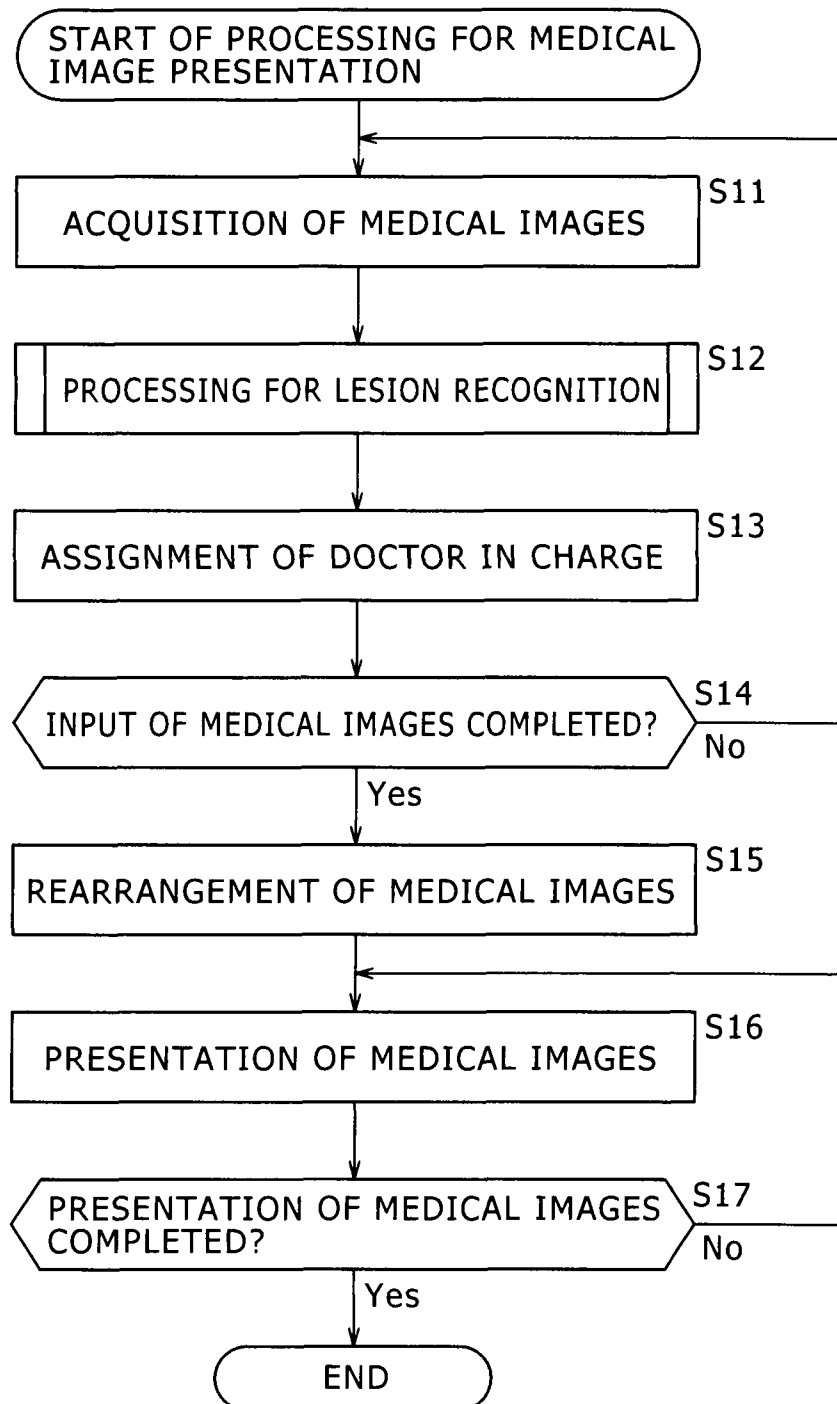 START OF PROCESSING FOR MEDICAL
IMAGE PRESENTATION
S11
ACQUISITION OF MEDICAL IMAGES
S12
PROCESSING FOR LESION RECOGNITION
S13
ASSIGNMENT OF DOCTOR IN CHARGE
S14
INPUT OF MEDICAL IMAGES COMPLETED?
No
Yes
S15
REARRANGEMENT OF MEDICAL IMAGES
S16
PRESENTATION OF MEDICAL IMAGES
S17
PRESENTATION OF MEDICAL IMAGES
COMPLETED?
No
Yes
END